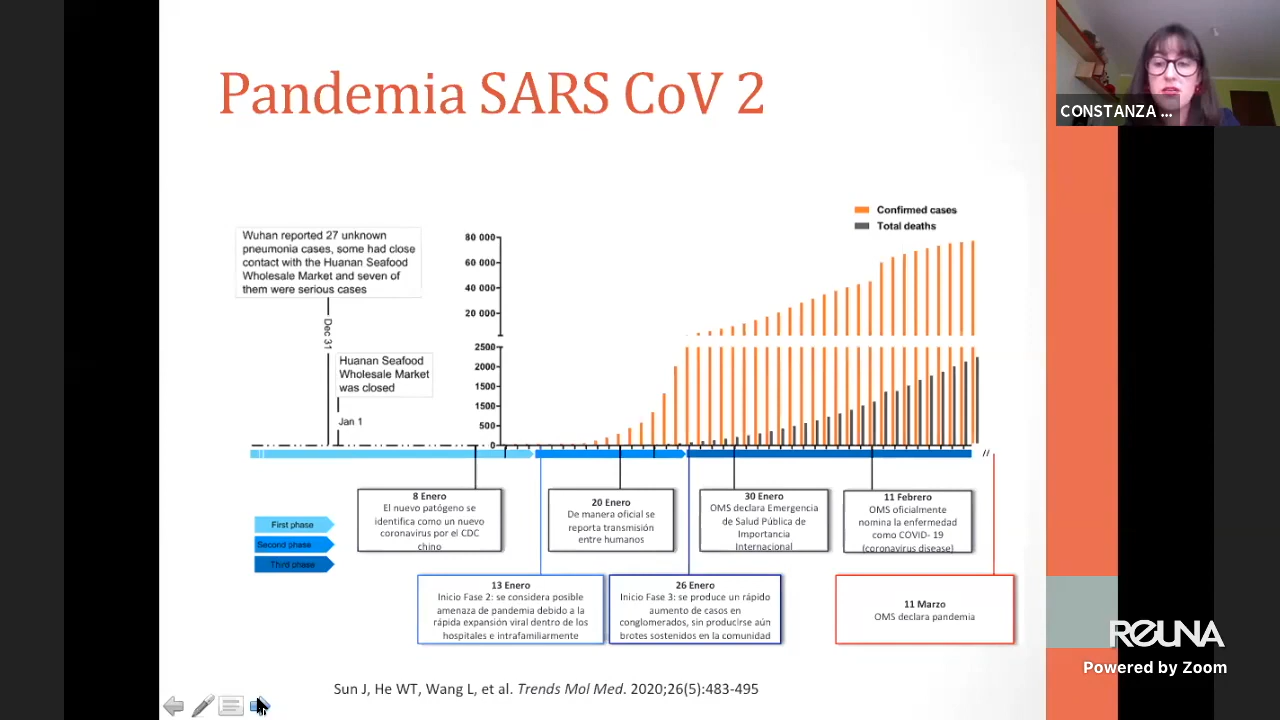 Pandemia SARS CoV 2
CONSTANZA ...
Confirmed cases
Total deaths
Wuhan reported 27 unknown
pneumonia cases, some had close
contact with the Huanan Seafood
Wholesale Market and seven of
them were serious cases
Dec 31
Huanan Seafood
Wholesale Market
was closed
Jan 1
80 000
60 000
40 000
20 000
2500
2000
1500
1000
500
0
//
First phase
Second phase
Third phase
8 Enero
El nuevo patógeno se
identifica como un nuevo
coronavirus por el CDC
chino
20 Enero
De manera oficial se
reporta transmisión
entre humanos
30 Enero
OMS declara Emergencia
de Salud Pública de
Importancia
Internacional
11 Febrero
OMS oficialmente
nomina la enfermedad
como COVID- 19
(coronavirus disease)
13 Enero
Inicio Fase 2: se considera posible
amenaza de pandemia debido a la
rápida expansión viral dentro de los
hospitales e intrafamiliarmente
26 Enero
Inicio Fase 3: se produce un rápido
aumento de casos en
conglomerados, sin producirse aún
brotes sostenidos en la comunidad
11 Marzo
OMS declara pandemia
REUNA
Powered by Zoom
Sun J, He WT, Wang L, et al. Trends Mol Med. 2020;26(5):483-495